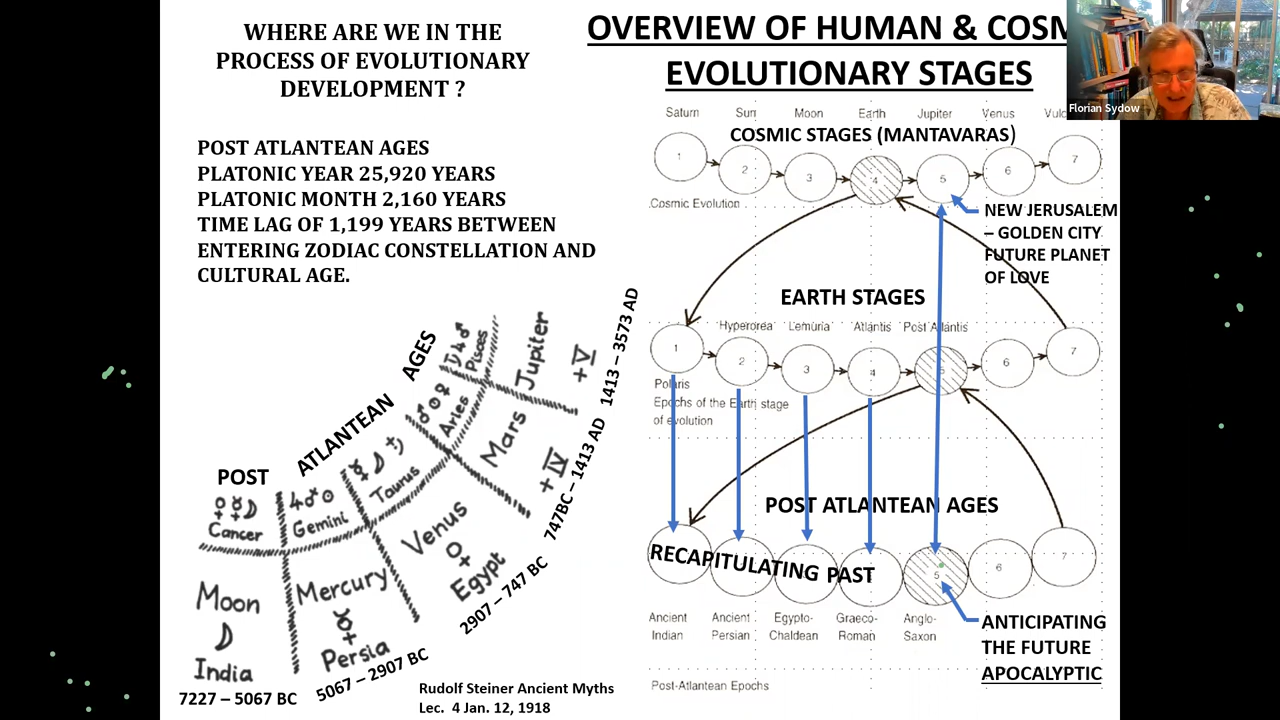 WHERE ARE WE IN THE
PROCESS OF EVOLUTIONARY
DEVELOPMENT ?
POST ATLANTEAN AGES
PLATONIC YEAR 25,920 YEARS
PLATONIC MONTH 2,160 YEARS
TIME LAG OF 1,199 YEARS BETWEEN
ENTERING ZODIAC CONSTELLATION AND
CULTURAL AGE.
POST ATLANTEAN AGES
Cancer
Gemini
Taurus
Aries
Pisces
Moon
India
Mercury
Persia
Venus
Egypt
Mars
+IV
Jupiter
+V
7227 – 5067 BC
5067 – 2907 BC
2907 – 747 BC
747BC – 1413 AD
1413 – 3573 AD
Rudolf Steiner Ancient Myths
Lec. 4 Jan. 12, 1918
OVERVIEW OF HUMAN & COSM
EVOLUTIONARY STAGES
Florian Sydow
Saturn Sun Moon Earth Jupiter Venus Vulc
COSMIC STAGES (MANTAVARAS)
1 2 3 4 5 6 7
Cosmic Evolution
NEW JERUSALEM
– GOLDEN CITY
FUTURE PLANET
OF LOVE
EARTH STAGES
Hyperorea Lemuria Atlantis Post Atlantis
1 2 3 4 5 6 7
Polaris
Epochs of the Earth stage
of evolution
POST ATLANTEAN AGES
RECAPITULATING PAST
5 6 7
Ancient Indian
Ancient Persian
Egypto-Chaldean
Graeco-Roman
Anglo-Saxon
ANTICIPATING
THE FUTURE
APOCALYPTIC
Post-Atlantean Epochs